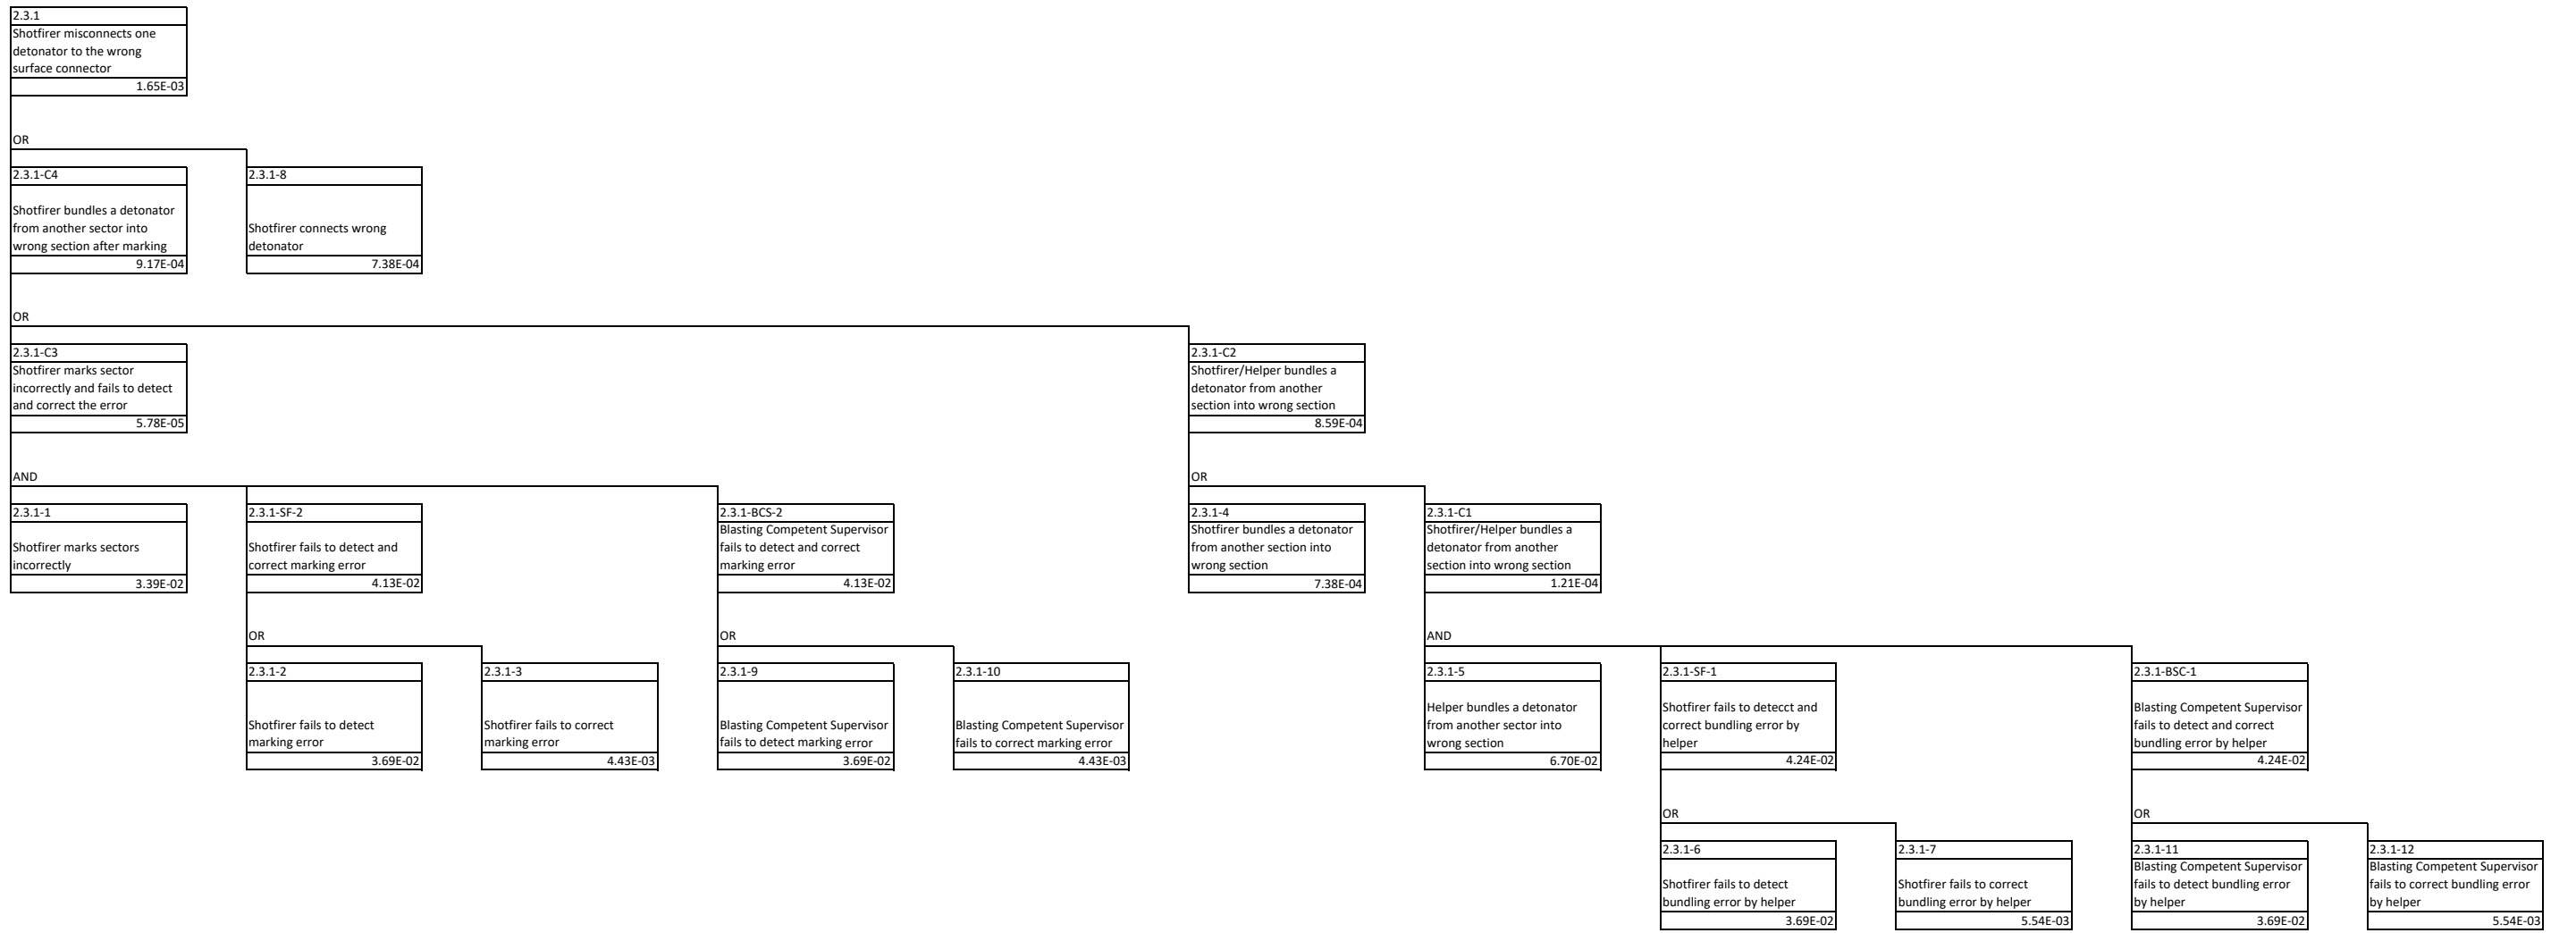 2.3.1
Shotfirer misconnects one
detonator to the wrong
surface connector
1.65E-03
OR
2.3.1-C4
Shotfirer bundles a detonator
from another sector into
wrong section after marking
9.17E-04
2.3.1-8
Shotfirer connects wrong
detonator
7.38E-04
OR
2.3.1-C3
Shotfirer marks sector
incorrectly and fails to detect
and correct the error
5.78E-05
2.3.1-C2
Shotfirer/Helper bundles a
detonator from another
section into wrong section
8.59E-04
AND
OR
2.3.1-1
Shotfirer marks sectors
incorrectly
3.39E-02
2.3.1-SF-2
Shotfirer fails to detect and
correct marking error
4.13E-02
2.3.1-BCS-2
Blasting Competent Supervisor
fails to detect and correct
marking error
4.13E-02
2.3.1-4
Shotfirer bundles a detonator
from another section into
wrong section
7.38E-04
2.3.1-C1
Shotfirer/Helper bundles a
detonator from another
section into wrong section
1.21E-04
OR
OR
AND
2.3.1-2
Shotfirer fails to detect
marking error
3.69E-02
2.3.1-3
Shotfirer fails to correct
marking error
4.43E-03
2.3.1-9
Blasting Competent Supervisor
fails to detect marking error
3.69E-02
2.3.1-10
Blasting Competent Supervisor
fails to correct marking error
4.43E-03
2.3.1-5
Helper bundles a detonator
from another sector into
wrong section
6.70E-02
2.3.1-SF-1
Shotfirer fails to detecct and
correct bundling error by
helper
4.24E-02
2.3.1-BSC-1
Blasting Competent Supervisor
fails to detect and correct
bundling error by helper
4.24E-02
OR
OR
2.3.1-6
Shotfirer fails to detect
bundling error by helper
3.69E-02
2.3.1-7
Shotfirer fails to correct
bundling error by helper
5.54E-03
2.3.1-11
Blasting Competent Supervisor
fails to detect bundling error
by helper
3.69E-02
2.3.1-12
Blasting Competent Supervisor
fails to correct bundling error
by helper
5.54E-03